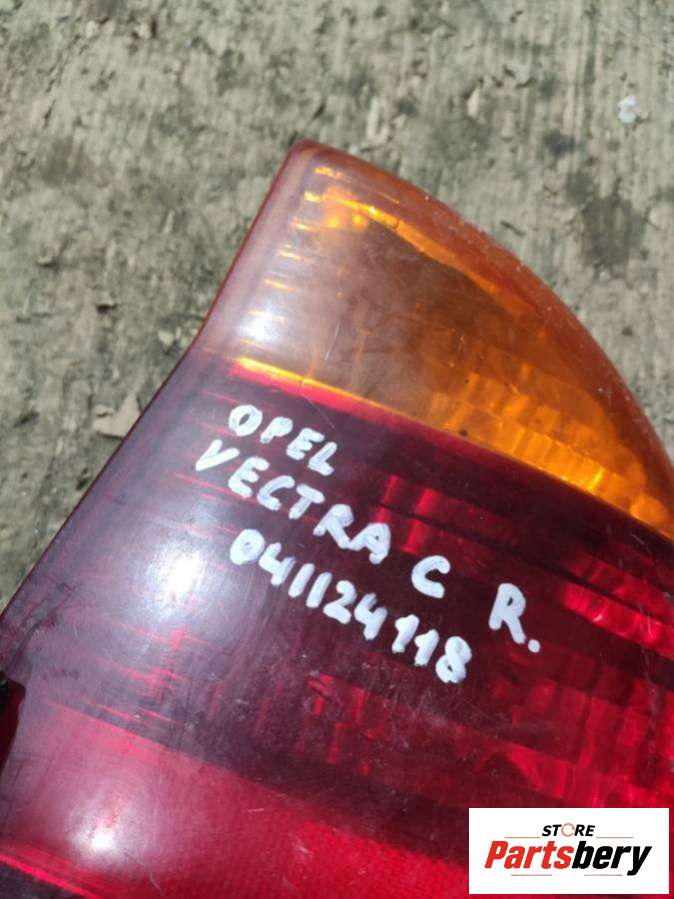 OPEL
VECTRA C R.
041124118
STORE
Partsbery